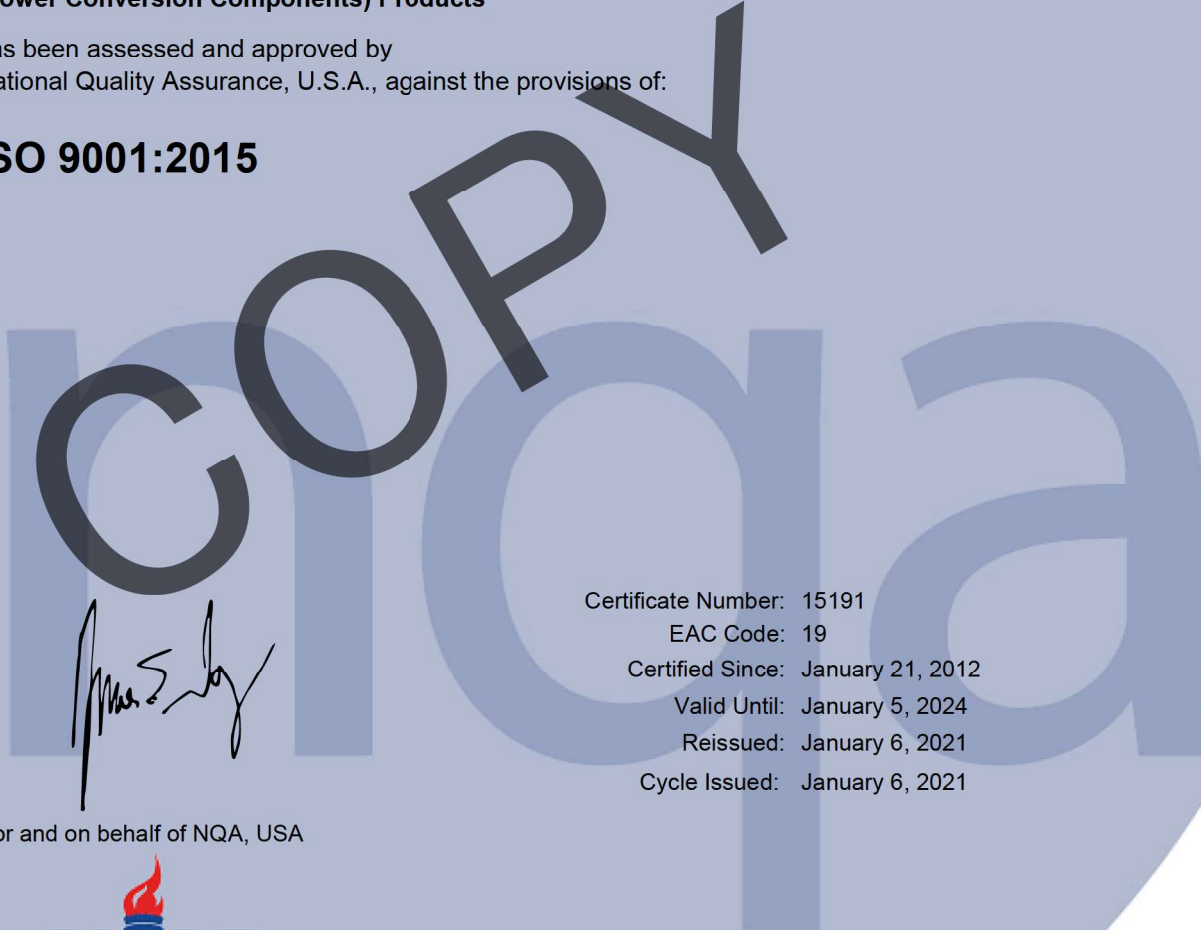 ower Conversion Components) Products
as been assessed and approved by
ational Quality Assurance, U.S.A., against the provisions of:
SO 9001:2015
COPY
nqa
Certificate Number: 15191
EAC Code: 19
Certified Since: January 21, 2012
Valid Until: January 5, 2024
Reissued: January 6, 2021
Cycle Issued: January 6, 2021
or and on behalf of NQA, USA